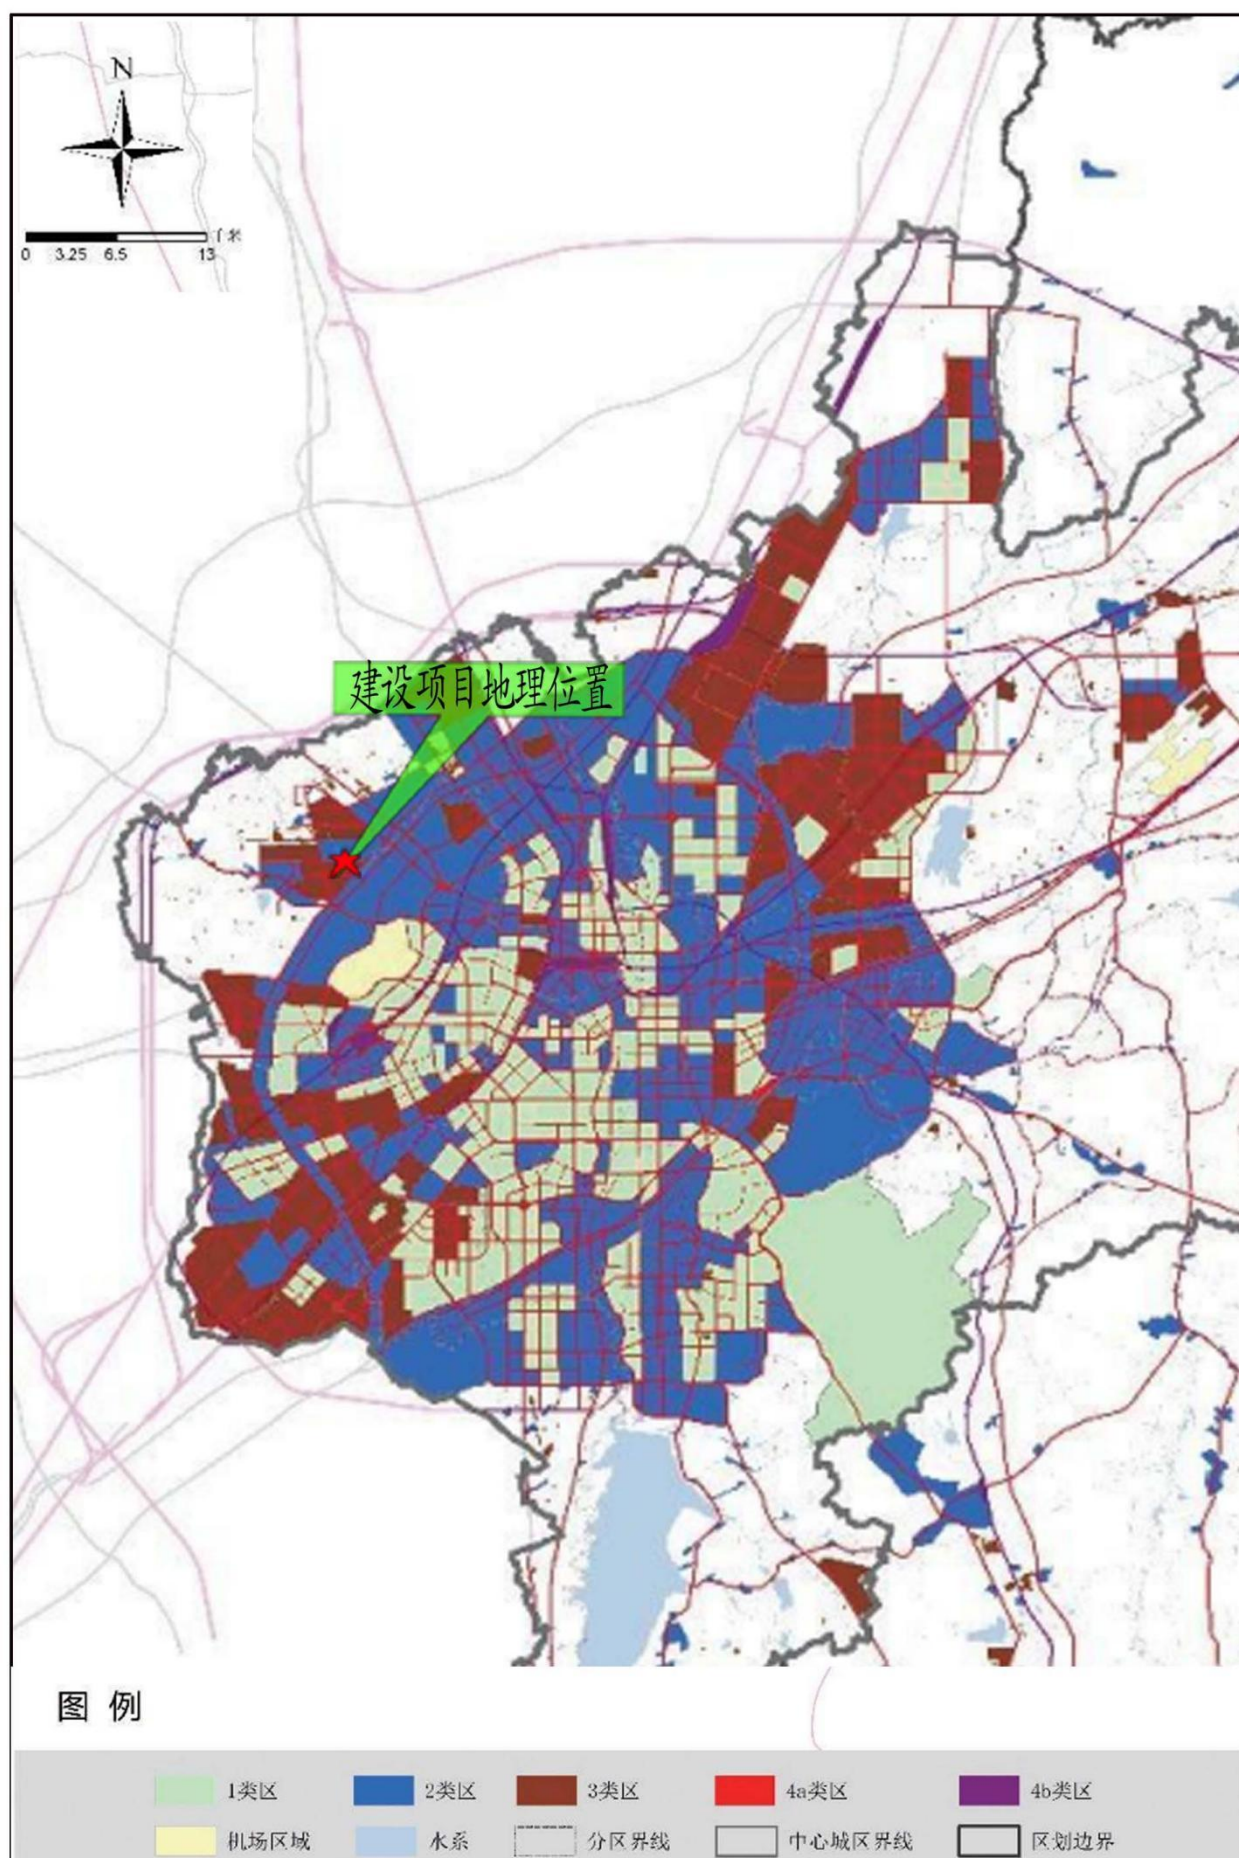 N
千米
0 3.25 6.5 13
建设项目地理位置
图 例
1类区 2类区 3类区 4a类区 4b类区
机场区域 水系 分区界线 中心城区界线 区划边界